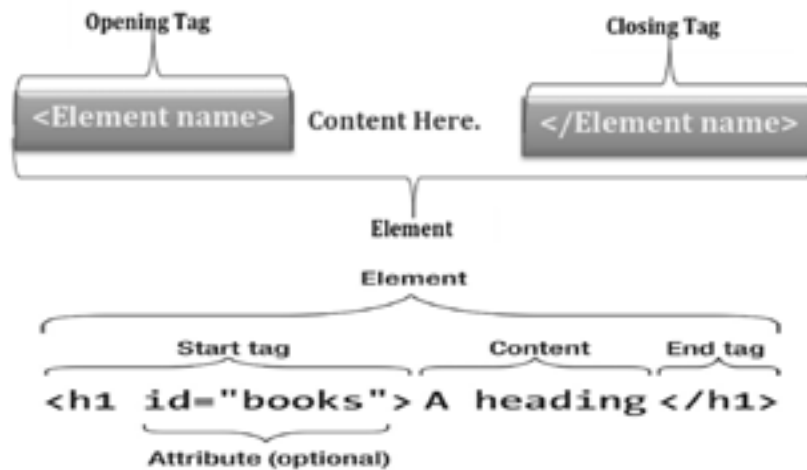 Opening Tag Closing Tag
<Element name> Content Here. </Element name>
Element
Element
Start tag Content End tag
<h1 id="books">A heading</h1>
Attribute (optional)